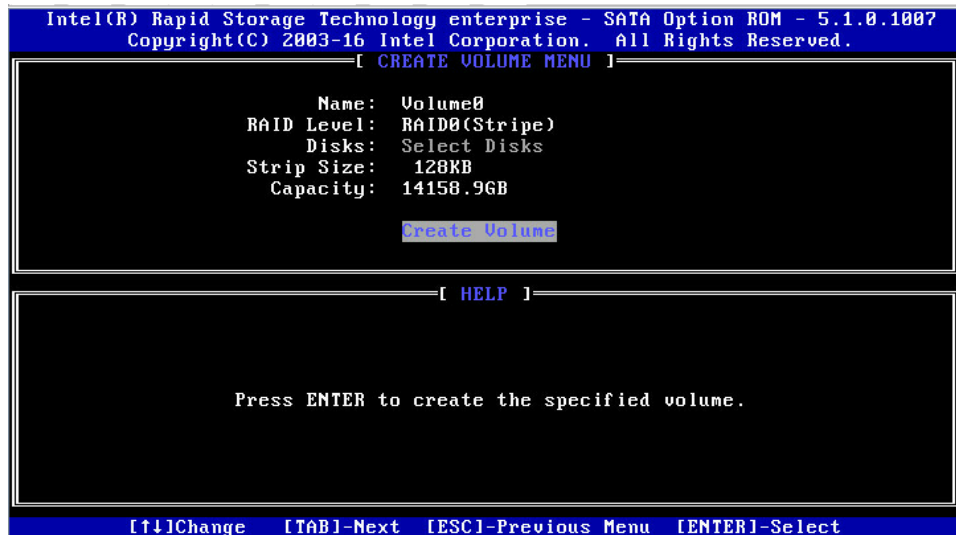 Intel(R) Rapid Storage Technology enterprise - SATA Option ROM - 5.1.0.1007
Copyright(C) 2003-16 Intel Corporation. All Rights Reserved.
[ CREATE VOLUME MENU ]
Name: Volume0
RAID Level: RAID0(Stripe)
Disks: Select Disks
Strip Size: 128KB
Capacity: 14158.9GB
Create Volume
[ HELP ]
Press ENTER to create the specified volume.
[↑↓]Change [TAB]-Next [ESC]-Previous Menu [ENTER]-Select